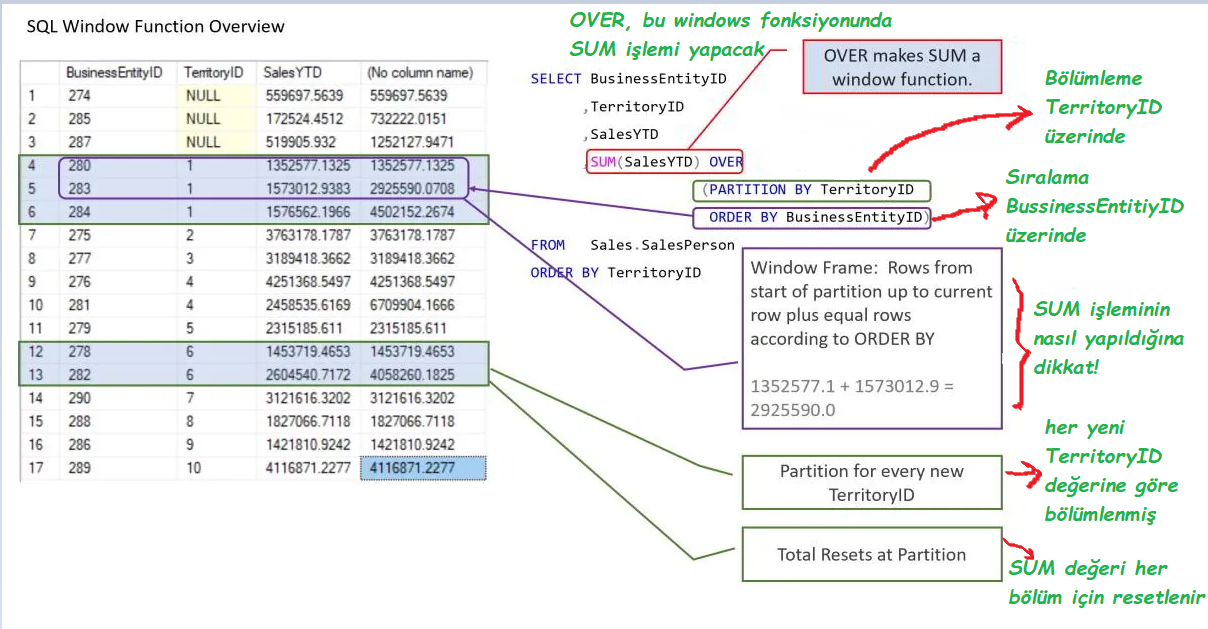 SQL Window Function Overview
OVER, bu windows fonksiyonunda
SUM işlemi yapacak
OVER makes SUM a
window function.
BusinessEntityID TerritoryID SalesYTD (No column name)
1 274 NULL 559697.5639 559697.5639
2 285 NULL 172524.4512 732222.0151
3 287 NULL 519905.932 1252127.9471
4 280 1 1352577.1325 1352577.1325
5 283 1 1573012.9383 2925590.0708
6 284 1 1576562.1966 4502152.2674
7 275 2 3763178.1787 3763178.1787
8 277 3 3189418.3662 3189418.3662
9 276 4 4251368.5497 4251368.5497
10 281 4 2458535.6169 6709904.1666
11 279 5 2315185.611 2315185.611
12 278 6 1453719.4653 1453719.4653
13 282 6 2604540.7172 4058260.1825
14 290 7 3121616.3202 3121616.3202
15 288 8 1827066.7118 1827066.7118
16 286 9 1421810.9242 1421810.9242
17 289 10 4116871.2277 4116871.2277
SELECT BusinessEntityID
,TerritoryID
,SalesYTD
,SUM(SalesYTD) OVER
(PARTITION BY TerritoryID
ORDER BY BusinessEntityID)
FROM Sales.SalesPerson
ORDER BY TerritoryID
Bölümleme
TerritoryID
üzerinde
Sıralama
BussinessEntitiyID
üzerinde
Window Frame: Rows from
start of partition up to current
row plus equal rows
according to ORDER BY
1352577.1 + 1573012.9 =
2925590.0
SUM işleminin
nasıl yapıldığına
dikkat!
Partition for every new
TerritoryID
her yeni
TerritoryID
değerine göre
bölümlenmiş
Total Resets at Partition
SUM değeri her
bölüm için resetlenir